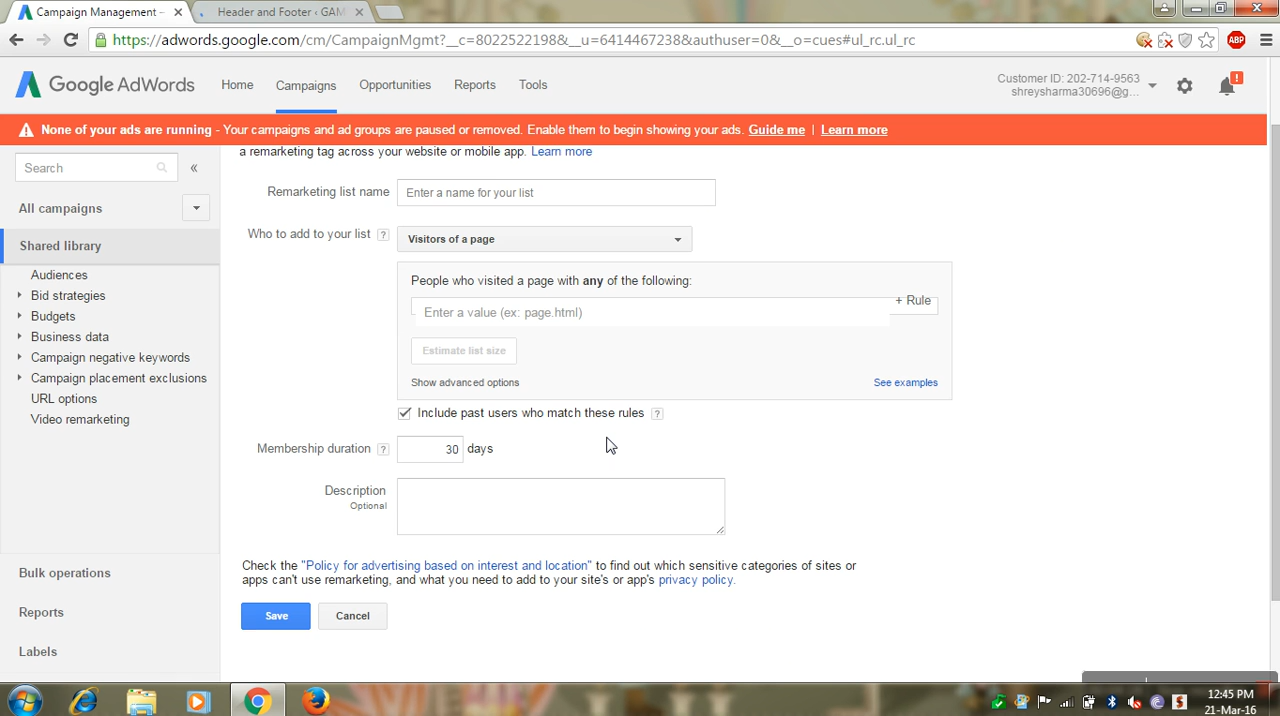 Campaign Management –
Header and Footer ‹ GAM
https://adwords.google.com/cm/CampaignMgmt?__c=8022522198&__u=6414467238&authuser=0&__o=cues#ul_rc.ul_rc
ABP
Google AdWords
Home
Campaigns
Opportunities
Reports
Tools
Customer ID: 202-714-9563
shreysharma30696@g...
None of your ads are running - Your campaigns and ad groups are paused or removed. Enable them to begin showing your ads. Guide me | Learn more
Search
«
All campaigns
Shared library
Audiences
Bid strategies
Budgets
Business data
Campaign negative keywords
Campaign placement exclusions
URL options
Video remarketing
Bulk operations
Reports
Labels
a remarketing tag across your website or mobile app. Learn more
Remarketing list name
Enter a name for your list
Who to add to your list ?
Visitors of a page
People who visited a page with any of the following:
Enter a value (ex: page.html)
+ Rule
Estimate list size
Show advanced options
See examples
Include past users who match these rules ?
Membership duration ? 30 days
Description
Optional
Check the "Policy for advertising based on interest and location" to find out which sensitive categories of sites or
apps can't use remarketing, and what you need to add to your site's or app's privacy policy.
Save
Cancel
12:45 PM
21-Mar-16